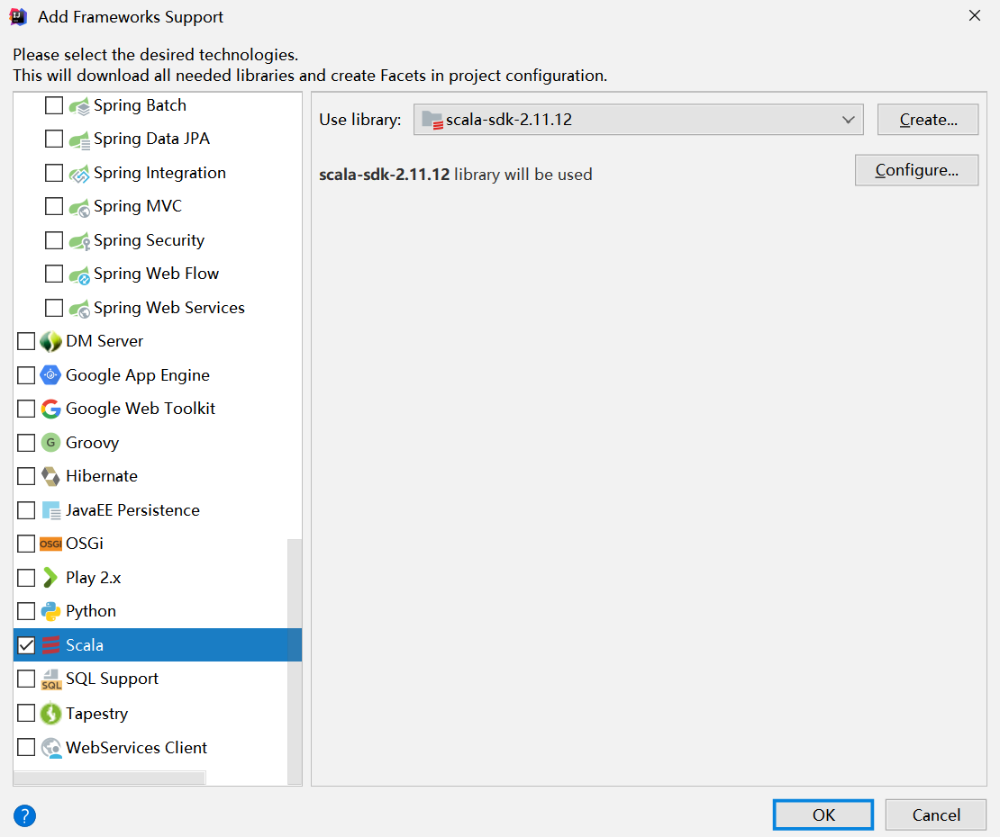 Add Frameworks Support
Please select the desired technologies.
This will download all needed libraries and create Facets in project configuration.
Spring Batch
Spring Data JPA
Spring Integration
Spring MVC
Spring Security
Spring Web Flow
Spring Web Services
DM Server
Google App Engine
Google Web Toolkit
G Groovy
Hibernate
JavaEE Persistence
OSGi OSGi
Play 2.x
Python
Scala
SQL SQL Support
Tapestry
WebServices Client
Use library: scala-sdk-2.11.12 Create...
scala-sdk-2.11.12 library will be used Configure...
? OK Cancel